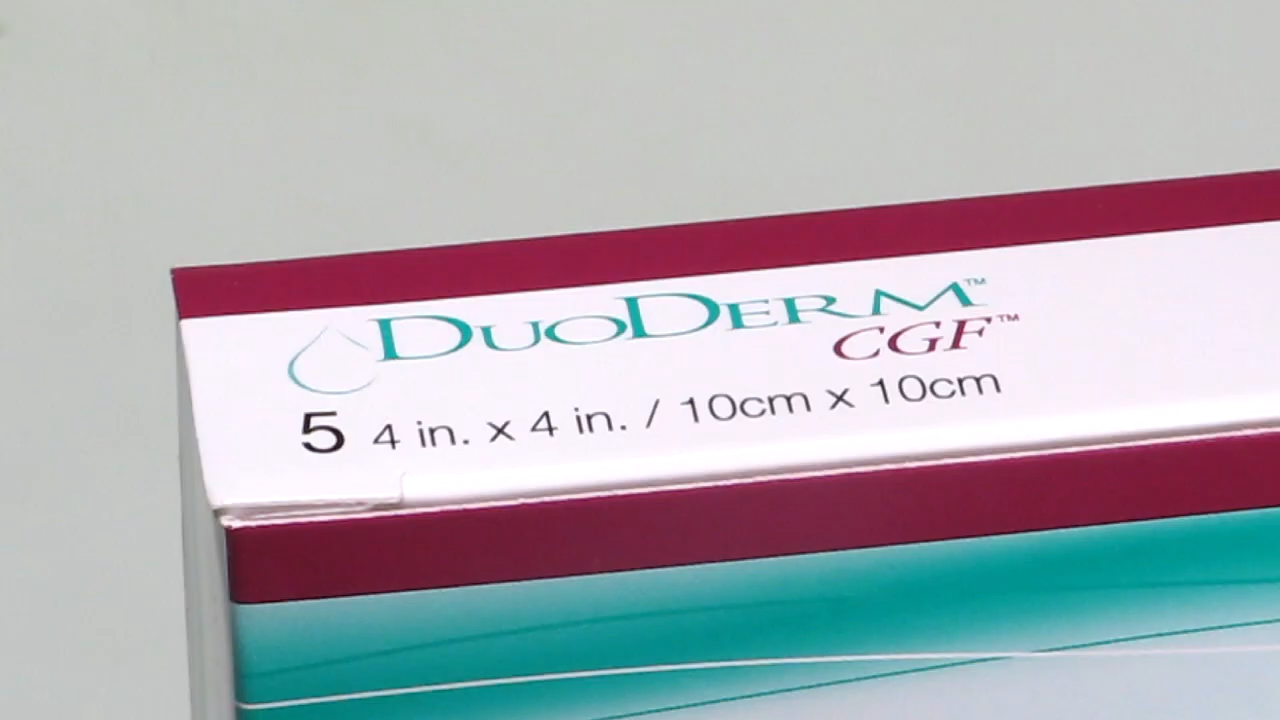 DUODERM™
CGF™
5 4 in. x 4 in. / 10cm x 10cm